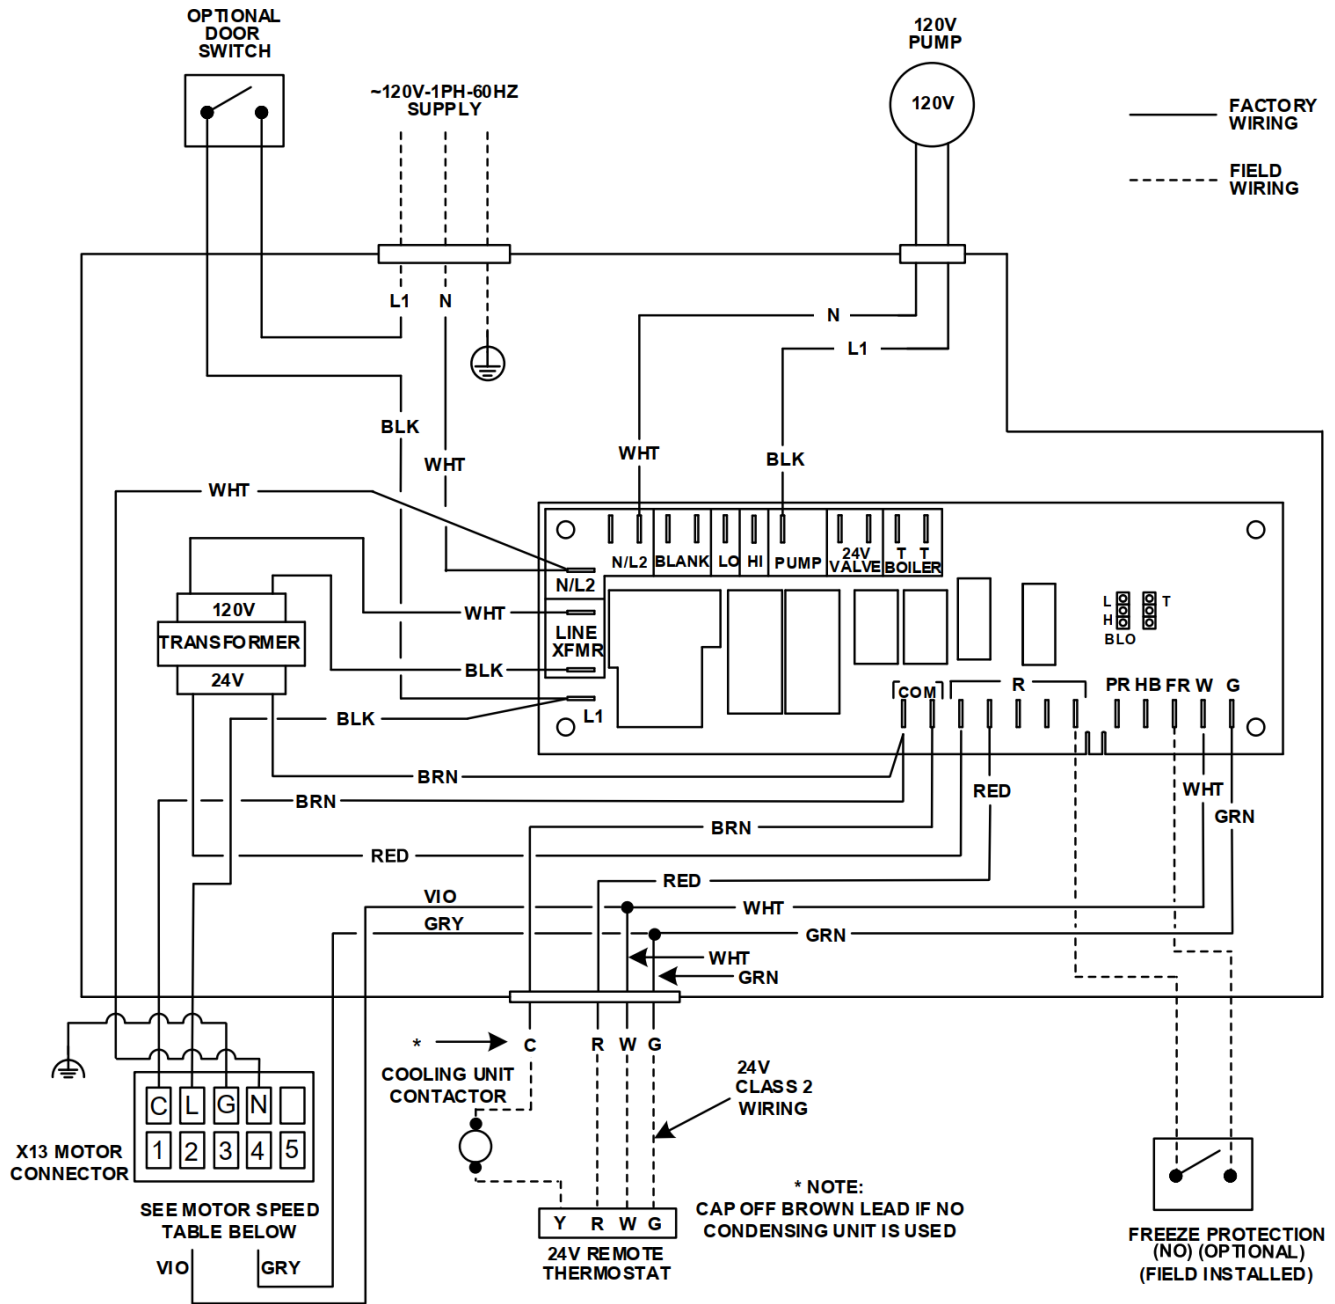 OPTIONAL
DOOR
SWITCH
~120V-1PH-60HZ
SUPPLY
120V
PUMP
120V
FACTORY
WIRING
FIELD
WIRING
L1
N
N
L1
BLK
WHT
WHT
BLK
WHT
N/L2
BLANK
LO
HI
PUMP
24V
VALVE
T T
BOILER
N/L2
LINE
XFMR
L1
120V
TRANSFORMER
24V
WHT
BLK
BLK
L
H
BLO
T
COM
R
PR
HB
FR
W
G
BRN
BRN
BRN
RED
WHT
GRN
RED
RED
VIO
WHT
GRY
GRN
WHT
GRN
*
C
R
W
G
COOLING UNIT
CONTACTOR
24V
CLASS 2
WIRING
C L G N
1 2 3 4 5
X13 MOTOR
CONNECTOR
SEE MOTOR SPEED
TABLE BELOW
VIO
GRY
Y R W G
24V REMOTE
THERMOSTAT
* NOTE:
CAP OFF BROWN LEAD IF NO
CONDENSING UNIT IS USED
FREEZE PROTECTION
(NO) (OPTIONAL)
(FIELD INSTALLED)